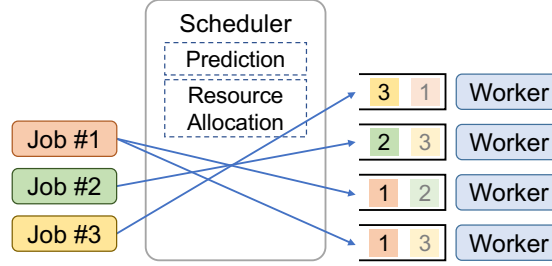 Scheduler
Prediction
Resource
Allocation
Job #1
Job #2
Job #3
3 1 Worker
2 3 Worker
1 2 Worker
1 3 Worker